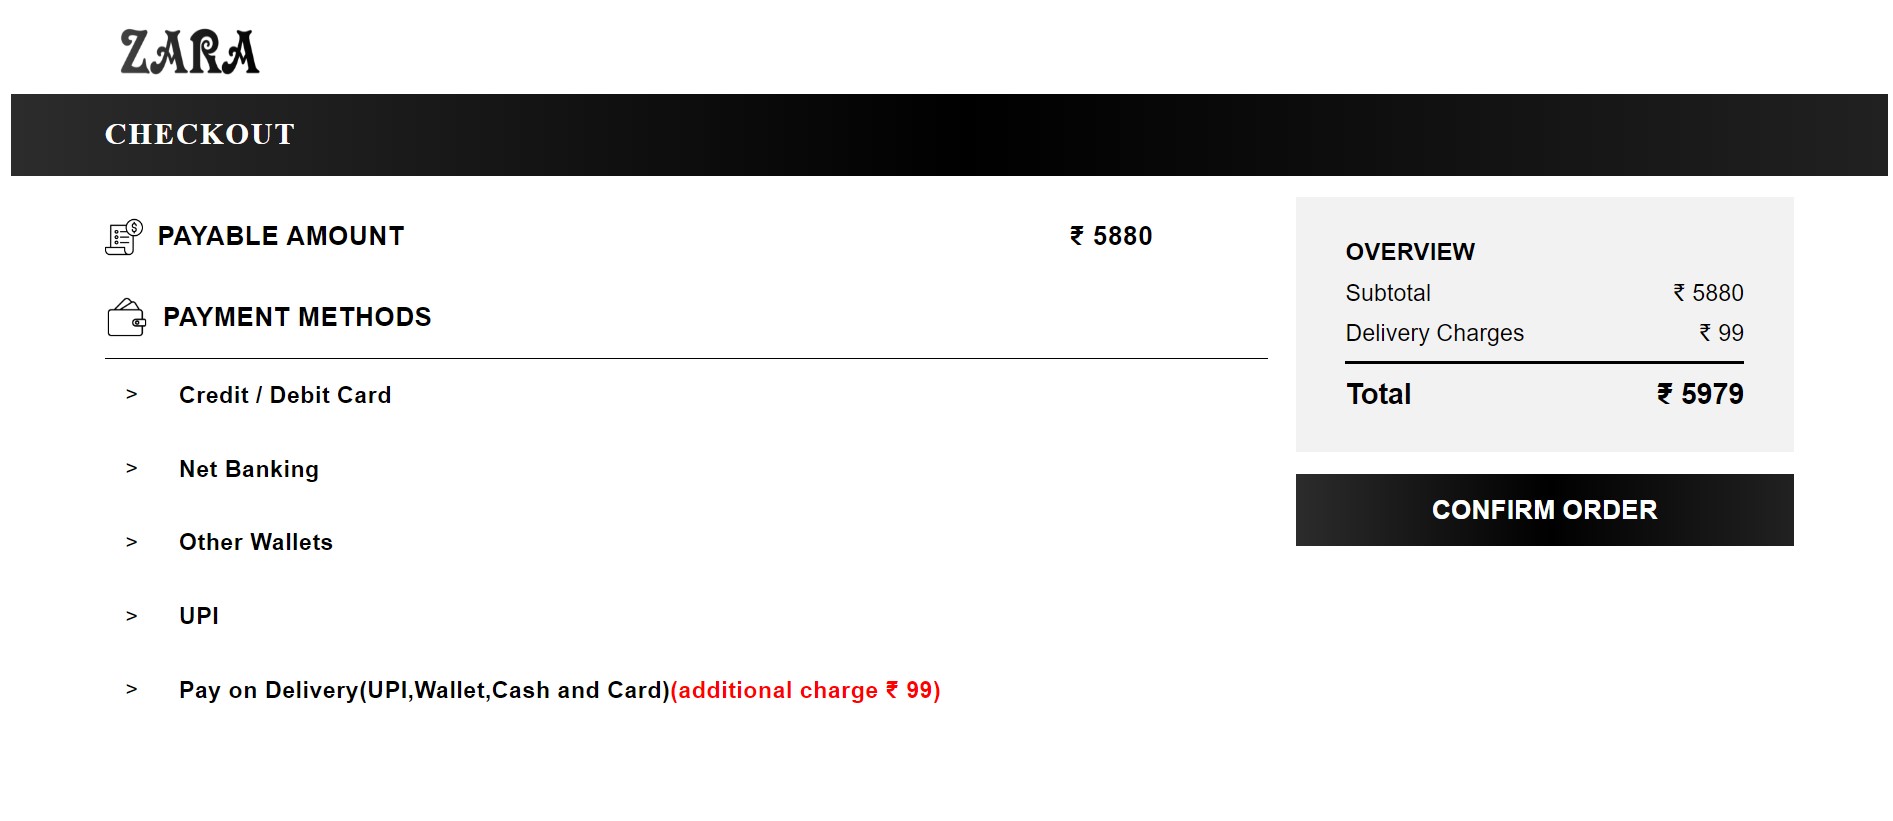 ZARA
CHECKOUT
PAYABLE AMOUNT ₹ 5880
PAYMENT METHODS
> Credit / Debit Card
> Net Banking
> Other Wallets
> UPI
> Pay on Delivery(UPI,Wallet,Cash and Card)(additional charge ₹ 99)
OVERVIEW
Subtotal ₹ 5880
Delivery Charges ₹ 99
Total ₹ 5979
CONFIRM ORDER